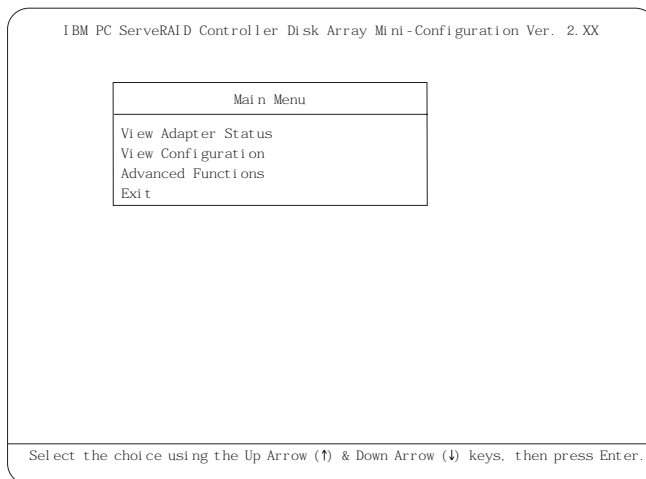 IBM PC ServeRAID Controller Disk Array Mini-Configuration Ver. 2.XX
Main Menu
View Adapter Status
View Configuration
Advanced Functions
Exit
Select the choice using the Up Arrow (↑) & Down Arrow (↓) keys, then press Enter.